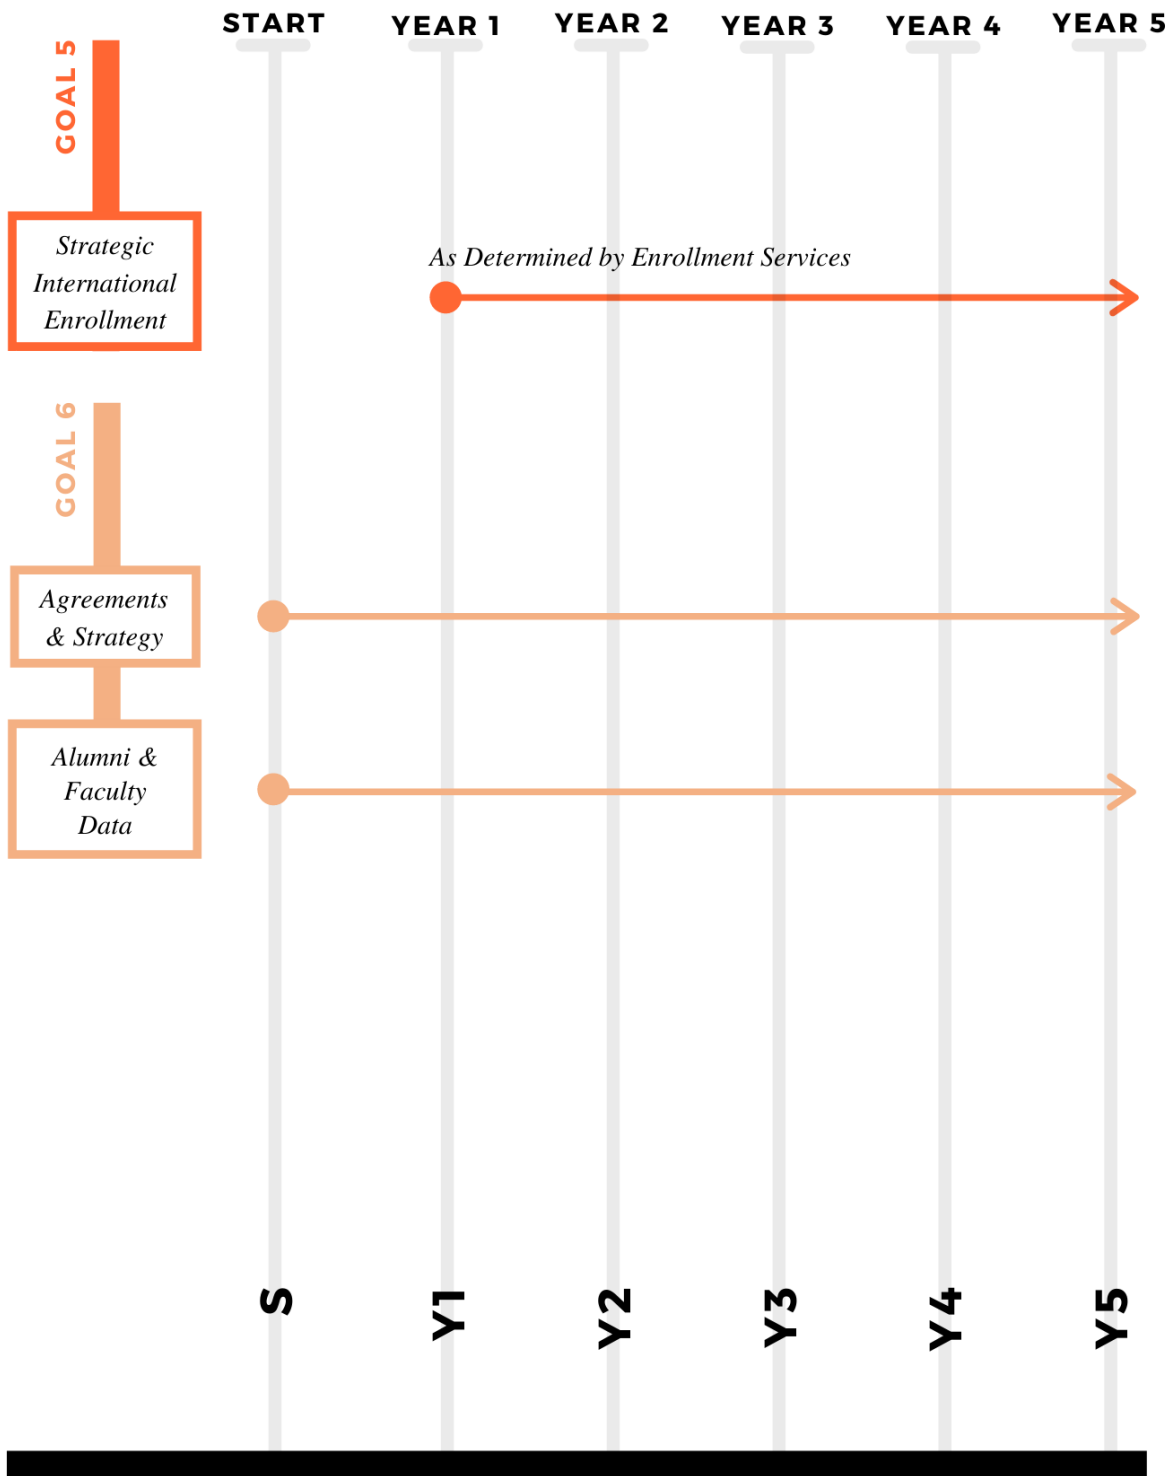 START YEAR 1 YEAR 2 YEAR 3 YEAR 4 YEAR 5
GOAL 5
Strategic
International
Enrollment
As Determined by Enrollment Services
GOAL 6
Agreements
& Strategy
Alumni &
Faculty
Data
S Y1 Y2 Y3 Y4 Y5